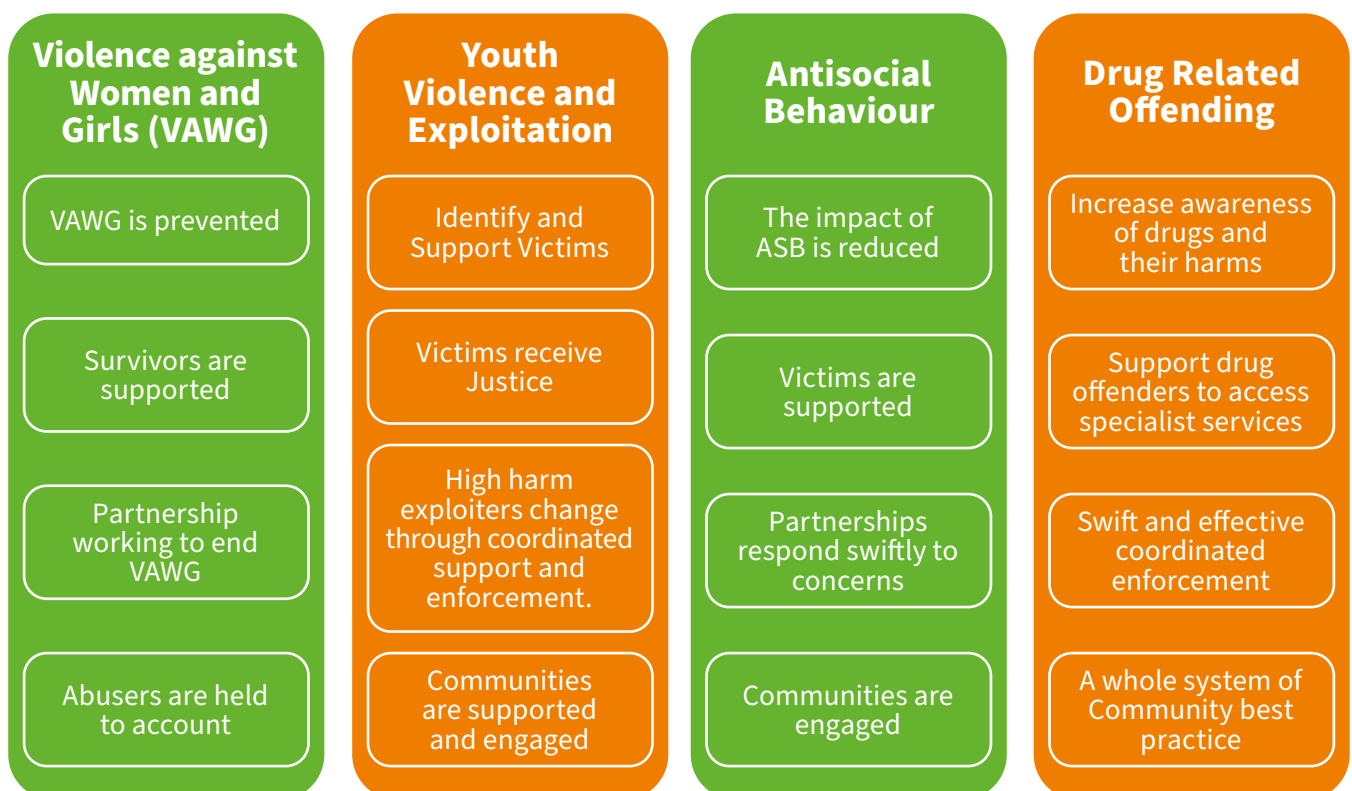 Violence against
Women and
Girls (VAWG)
VAWG is prevented
Survivors are
supported
Partnership
working to end
VAWG
Abusers are held
to account
Youth
Violence and
Exploitation
Identify and
Support Victims
Victims receive
Justice
High harm
exploiters change
through coordinated
support and
enforcement.
Communities
are supported
and engaged
Antisocial
Behaviour
The impact of
ASB is reduced
Victims are
supported
Partnerships
respond swiftly to
concerns
Communities are
engaged
Drug Related
Offending
Increase awareness
of drugs and
their harms
Support drug
offenders to access
specialist services
Swift and effective
coordinated
enforcement
A whole system of
Community best
practice